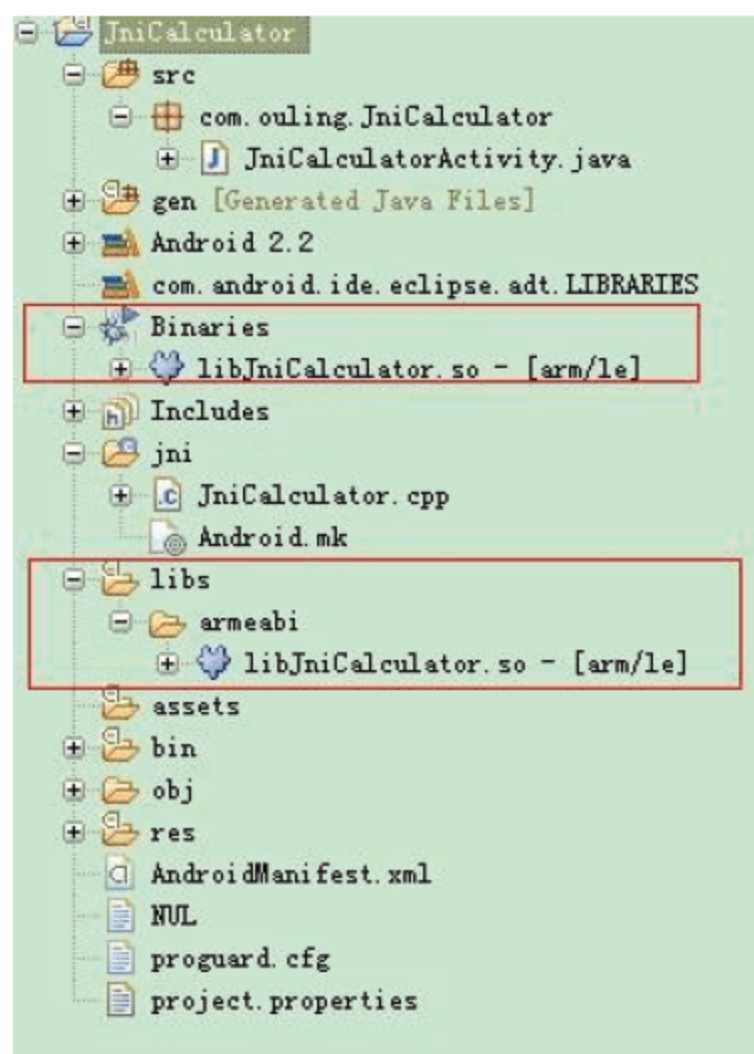 JniCalculator
src
com.ouling.JniCalculator
JniCalculatorActivity.java
gen [Generated Java Files]
Android 2.2
com.android.ide.eclipse.adt.LIBRARIES
Binaries
libJniCalculator.so - [arm/le]
Includes
jni
JniCalculator.cpp
Android.mk
libs
armeabi
libJniCalculator.so - [arm/le]
assets
bin
obj
res
AndroidManifest.xml
NUL
proguard.cfg
project.properties